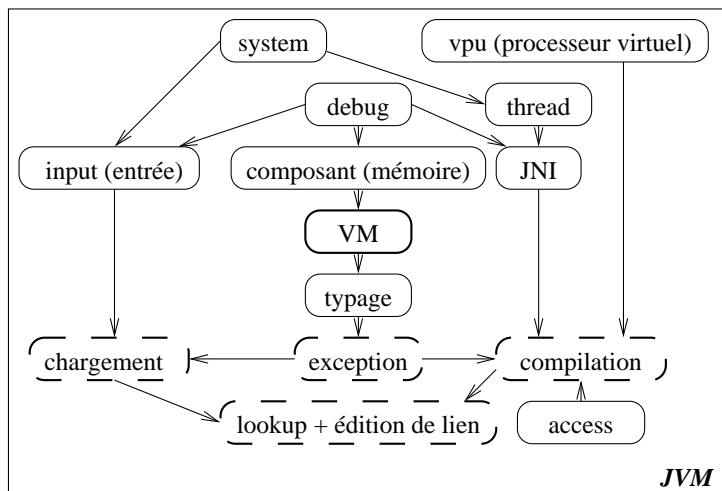 system
vpu (processeur virtuel)
debug
thread
input (entrée)
composant (mémoire)
JNI
VM
typage
chargement
exception
compilation
lookup + édition de lien
access
JVM